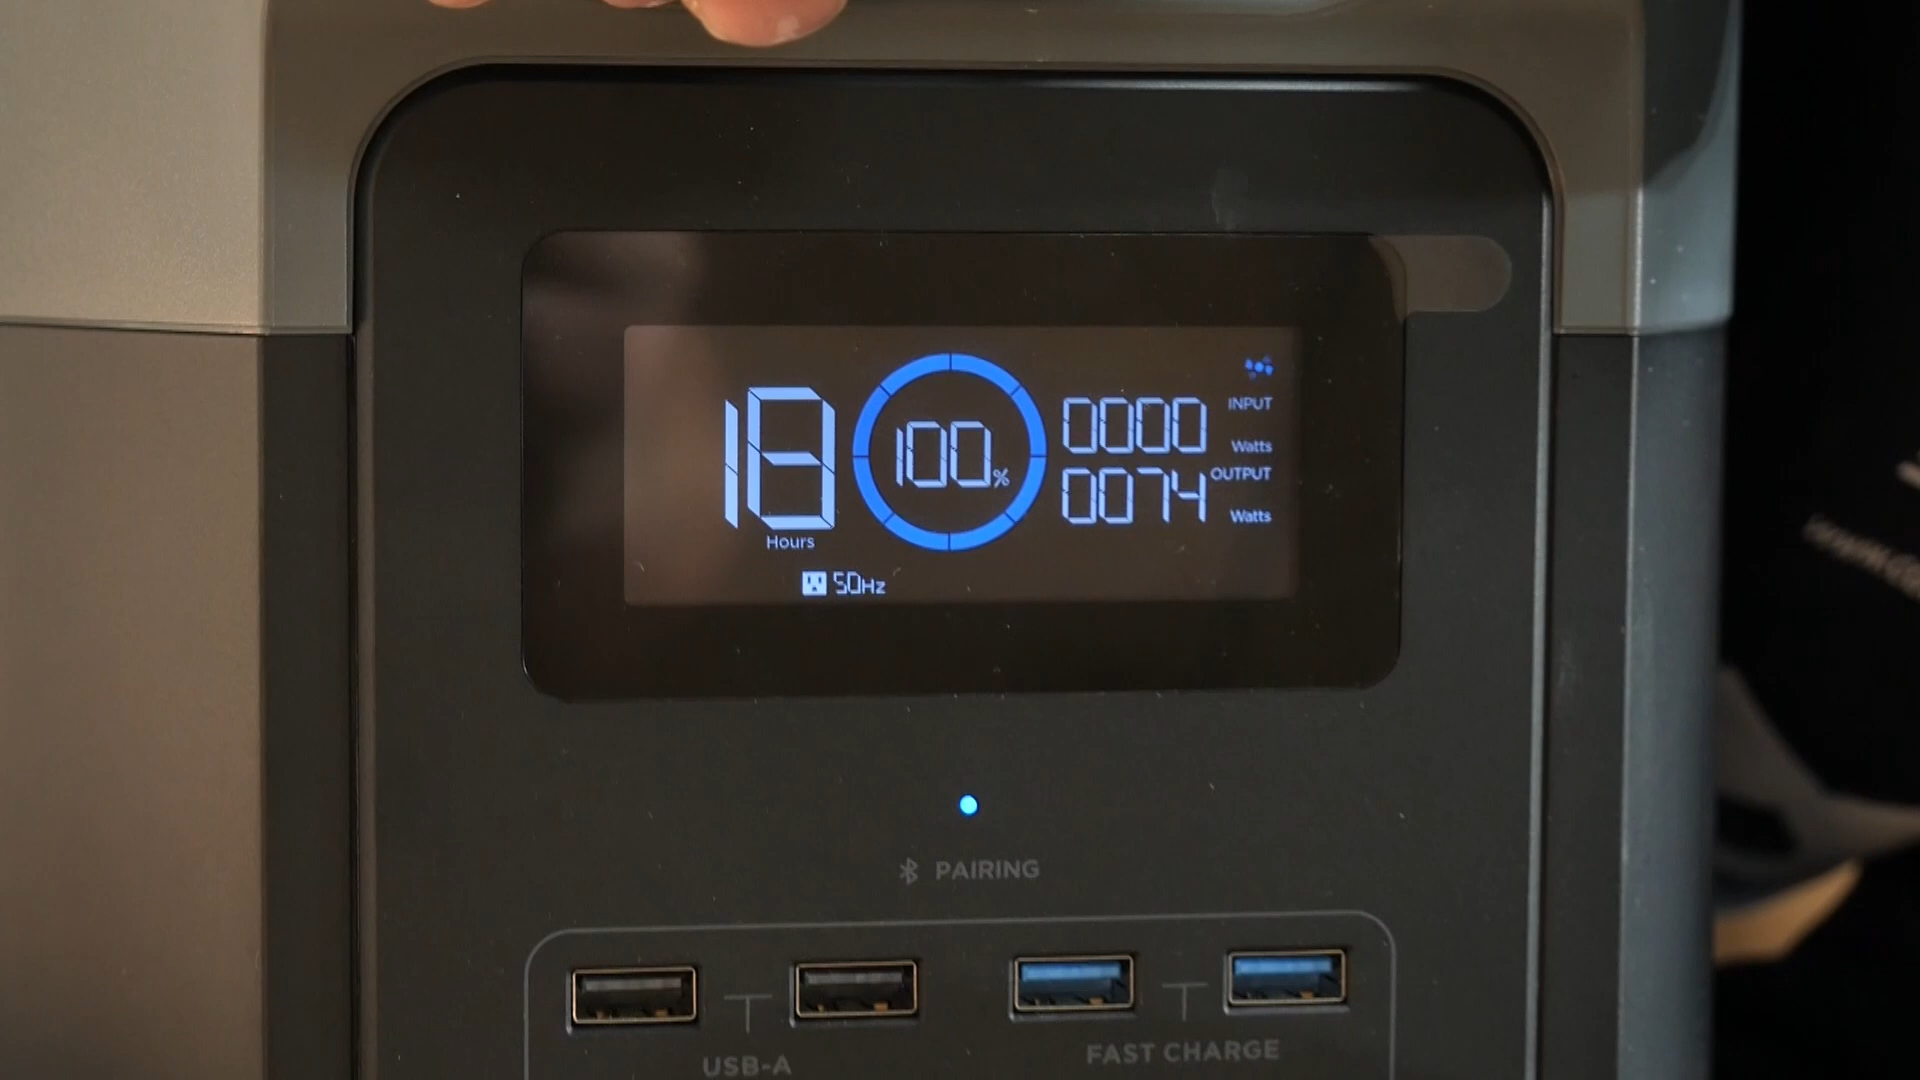 18
Hours
100%
0000
INPUT
Watts
0074
OUTPUT
Watts
50Hz
PAIRING
USB-A
FAST CHARGE